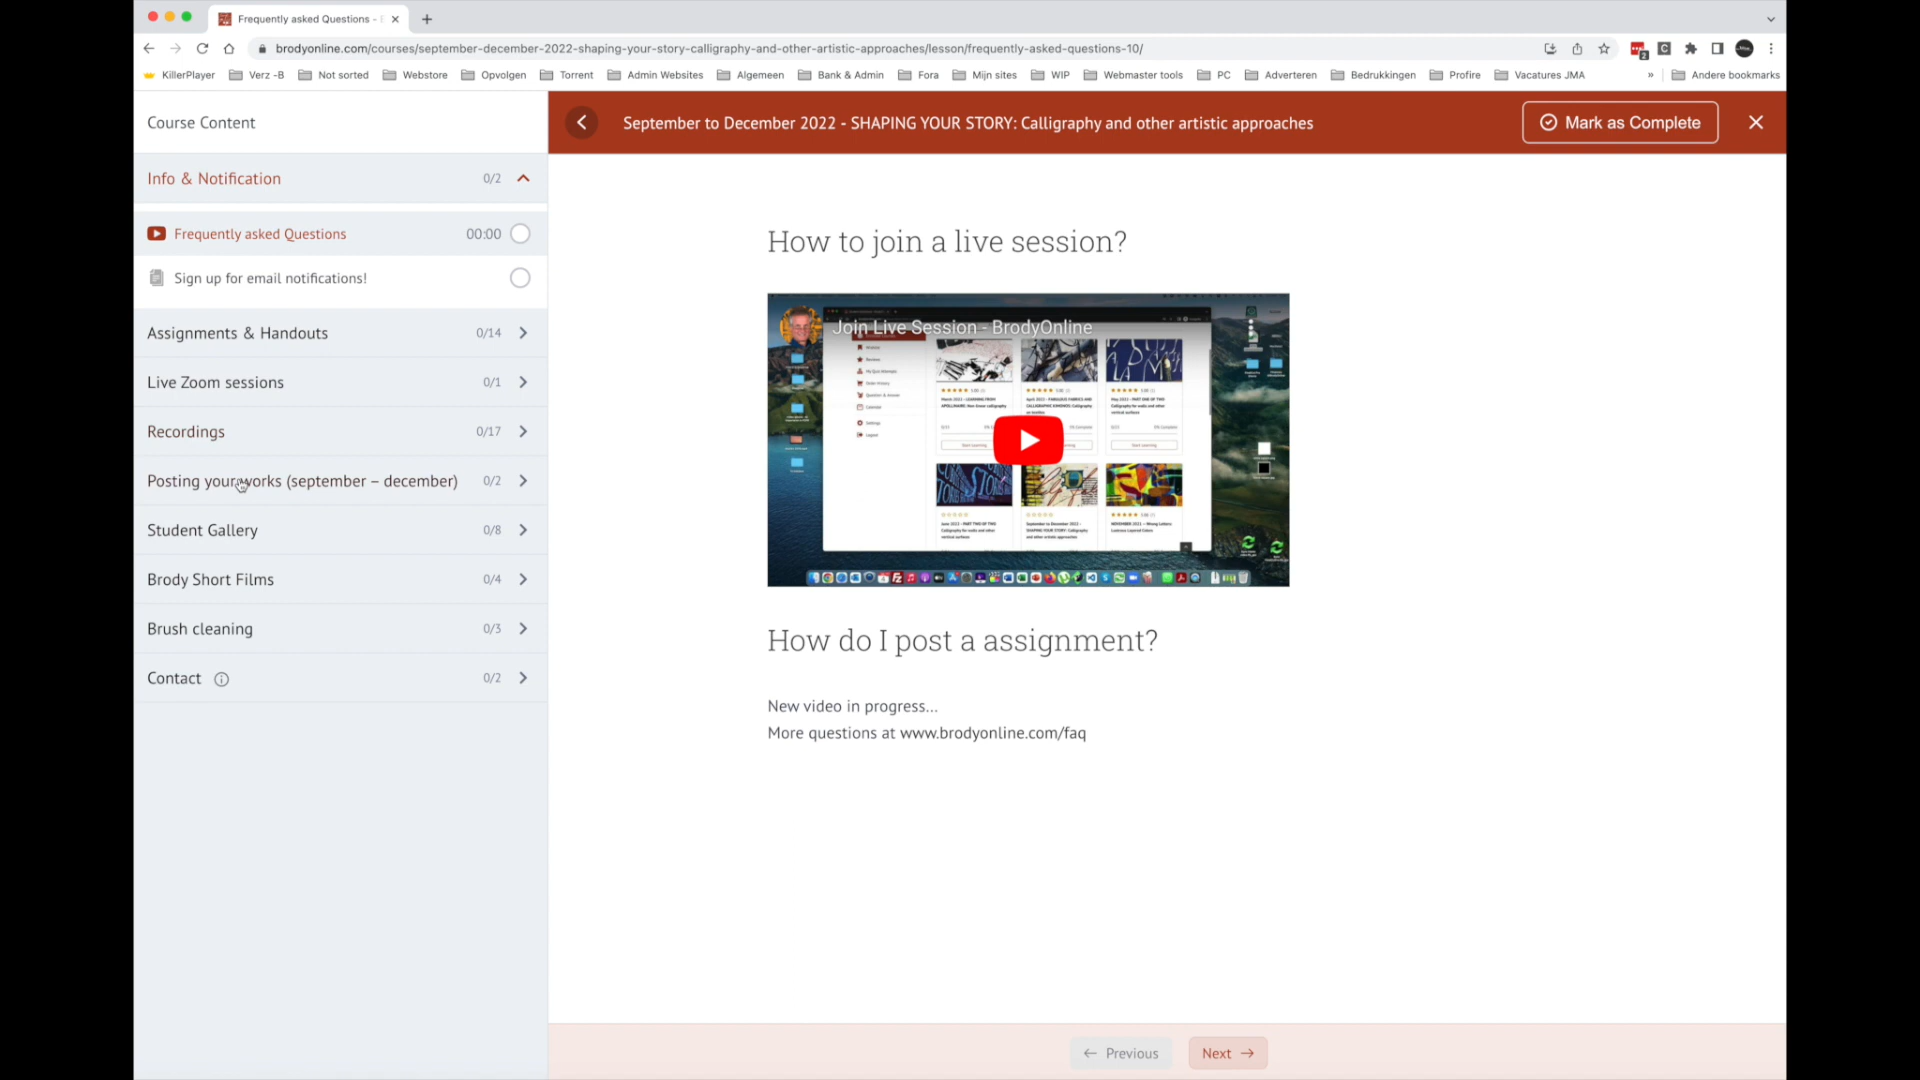 Frequently asked Questions -
brodyonline.com/courses/september-december-2022-shaping-your-story-calligraphy-and-other-artistic-approaches/lesson/frequently-asked-questions-10/
KillerPlayer Verz -B Not sorted Webstore Opvolgen Torrent Admin Websites Algemeen Bank & Admin Fora Mijn sites WIP Webmaster tools PC Adverteren Bedrukkingen Profire Vacatures JMA » Andere bookmarks
Course Content
September to December 2022 - SHAPING YOUR STORY: Calligraphy and other artistic approaches
Mark as Complete
Info & Notification 0/2
Frequently asked Questions 00:00
Sign up for email notifications!
Assignments & Handouts 0/14
Live Zoom sessions 0/1
Recordings 0/17
Posting your works (september – december) 0/2
Student Gallery 0/8
Brody Short Films 0/4
Brush cleaning 0/3
Contact 0/2
How to join a live session?
Join Live Session - BrodyOnline
How do I post a assignment?
New video in progress...
More questions at www.brodyonline.com/faq
Previous
Next